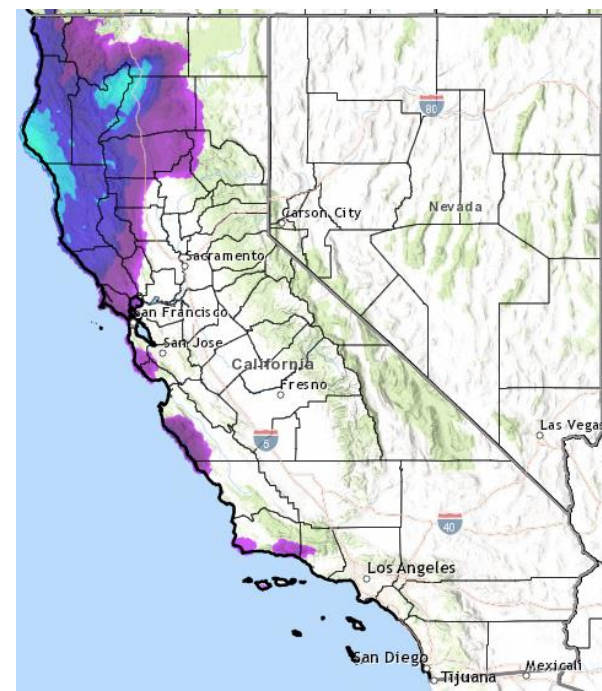 80
Nevada
Carson City
Sacramento
San Francisco
San Jose
California
Fresno
Las Vegas
5
40
Los Angeles
San Diego
Tijuana
Mexicali